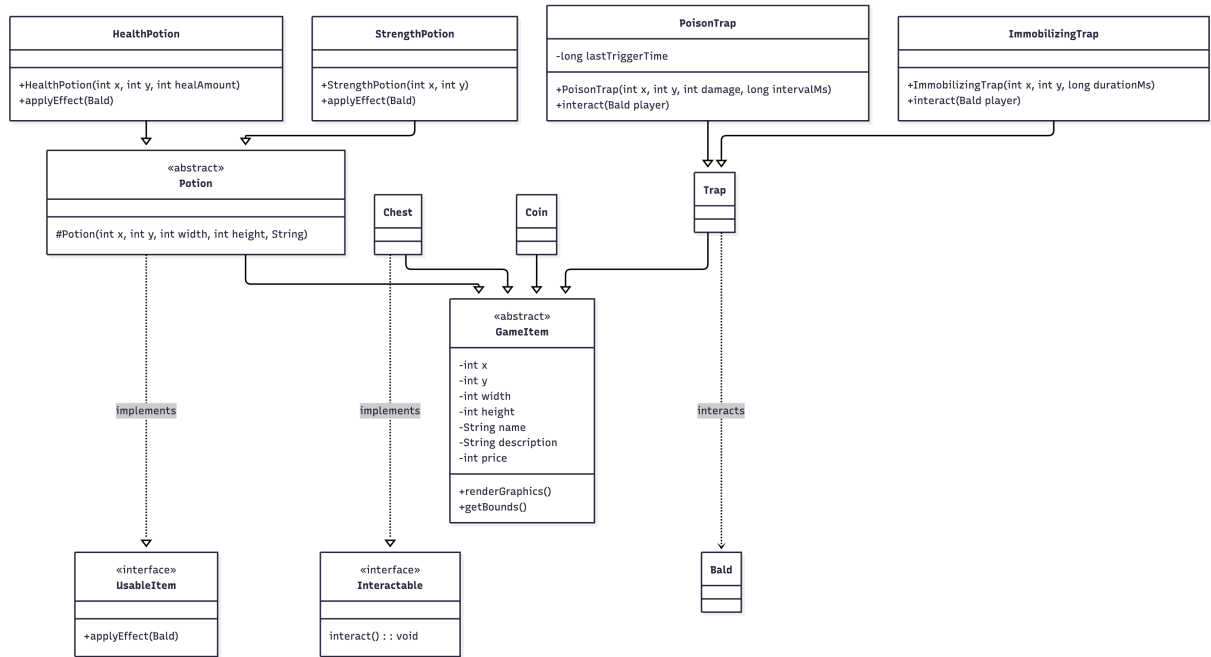 HealthPotion
+HealthPotion(int x, int y, int healAmount)
+applyEffect(Bald)
StrengthPotion
+StrengthPotion(int x, int y)
+applyEffect(Bald)
PoisonTrap
-long lastTriggerTime
+PoisonTrap(int x, int y, int damage, long intervalMs)
+interact(Bald player)
ImmobilizingTrap
+ImmobilizingTrap(int x, int y, long durationMs)
+interact(Bald player)
«abstract»
Potion
#Potion(int x, int y, int width, int height, String)
Chest
Coin
Trap
«abstract»
GameItem
-int x
-int y
-int width
-int height
-String name
-String description
-int price
+renderGraphics()
+getBounds()
implements
implements
interacts
«interface»
UsableItem
+applyEffect(Bald)
«interface»
Interactable
interact() : : void
Bald